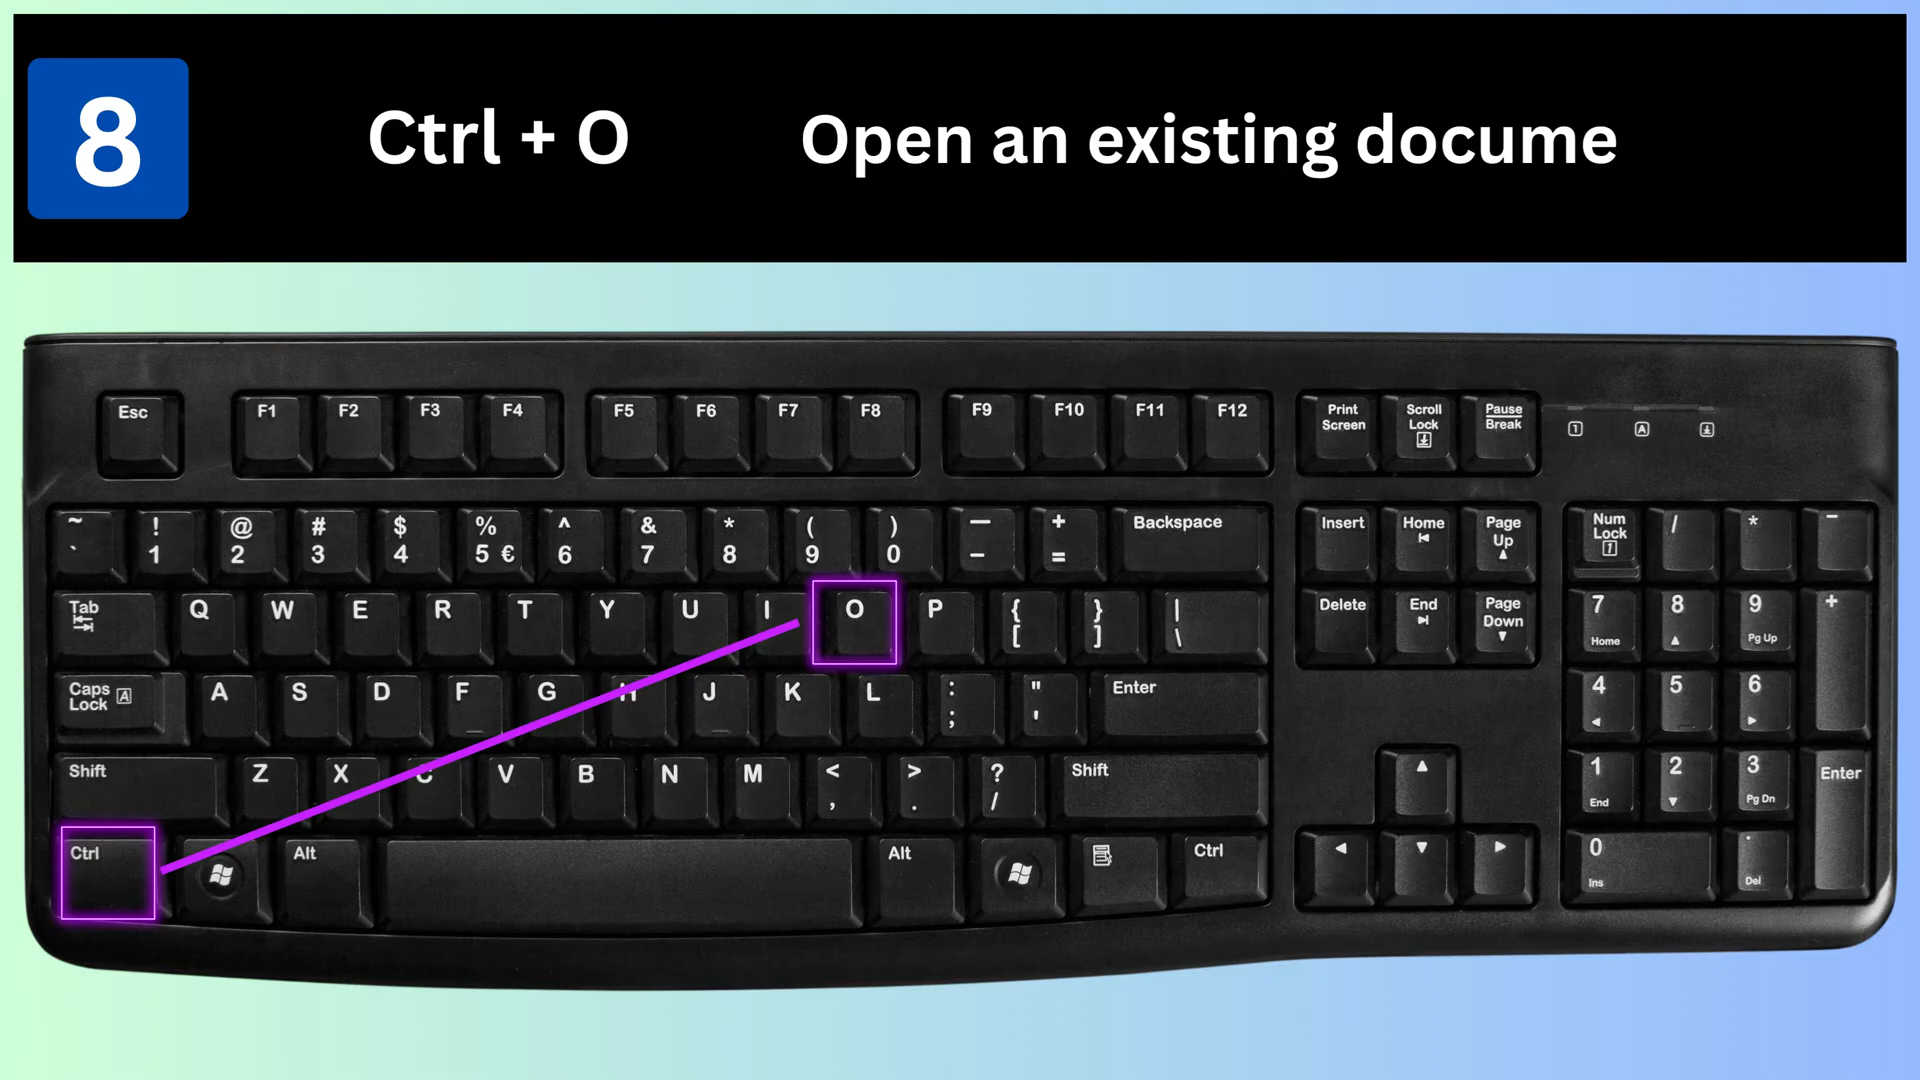 8 Ctrl + O Open an existing docume
Esc F1 F2 F3 F4 F5 F6 F7 F8 F9 F10 F11 F12 Print Screen Scroll Lock Pause Break
1 A
~ ` ! 1 @ 2 # 3 $ 4 % 5 € ^ 6 & 7 * 8 ( 9 ) 0 — – + = Backspace Insert Home Page Up Num Lock 1 / * -
Tab Q W E R T Y U I O P { [ } ] | \ Delete End Page Down 7 Home 8 9 Pg Up +
Caps Lock A A S D F G H J K L : ; " ' Enter 4 5 6
Shift Z X C V B N M < , > . ? / Shift 1 End 2 3 Pg Dn Enter
Ctrl Alt Alt Ctrl 0 Ins . Del